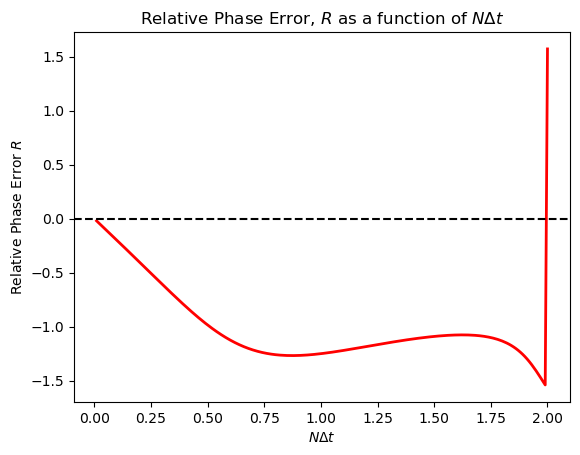 Relative Phase Error, R as a function of NΔt
Relative Phase Error R
1.5
1.0
0.5
0.0
−0.5
−1.0
−1.5
0.00 0.25 0.50 0.75 1.00 1.25 1.50 1.75 2.00
NΔt